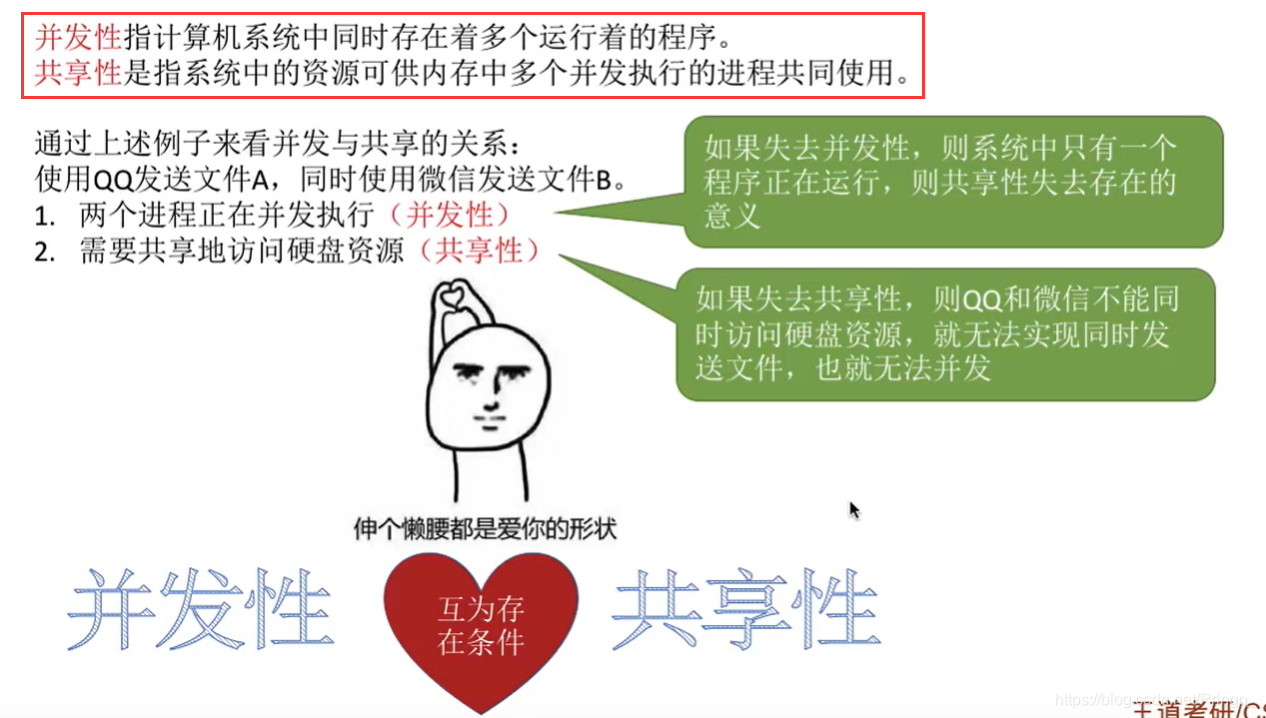 并发性指计算机系统中同时存在着多个运行着的程序。
共享性是指系统中的资源可供内存中多个并发执行的进程共同使用。
通过上述例子来看并发与共享的关系：
使用QQ发送文件A，同时使用微信发送文件B。
1. 两个进程正在并发执行（并发性）
2. 需要共享地访问硬盘资源（共享性）
如果失去并发性，则系统中只有一个
程序正在运行，则共享性失去存在的
意义
如果失去共享性，则QQ和微信不能同
时访问硬盘资源，就无法实现同时发
送文件，也就无法并发
伸个懒腰都是爱你的形状
并发性
互为存
在条件
共享性
王道考研/CS